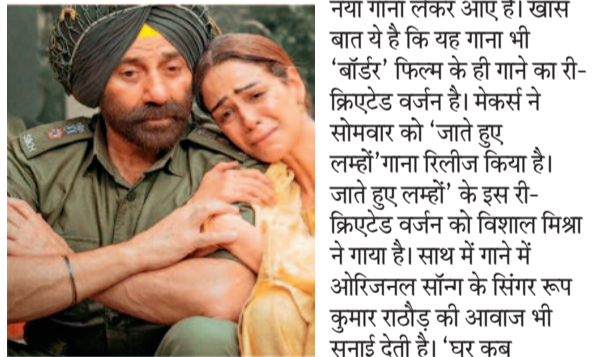 नया गाना लेकर आए हैं। खास
बात ये है कि यह गाना भी
‘बॉर्डर’ फिल्म के ही गाने का री-
क्रिएटेड वर्जन है। मेकर्स ने
सोमवार को ‘जाते हुए
लम्हों’गाना रिलीज किया है।
जाते हुए लम्हों’ के इस री-
क्रिएटेड वर्जन को विशाल मिश्रा
ने गाया है। साथ में गाने में
ओरिजनल सॉन्ग के सिंगर रूप
कुमार राठौड़ की आवाज भी
सुनाई देती है। ‘घर कब
SIKH